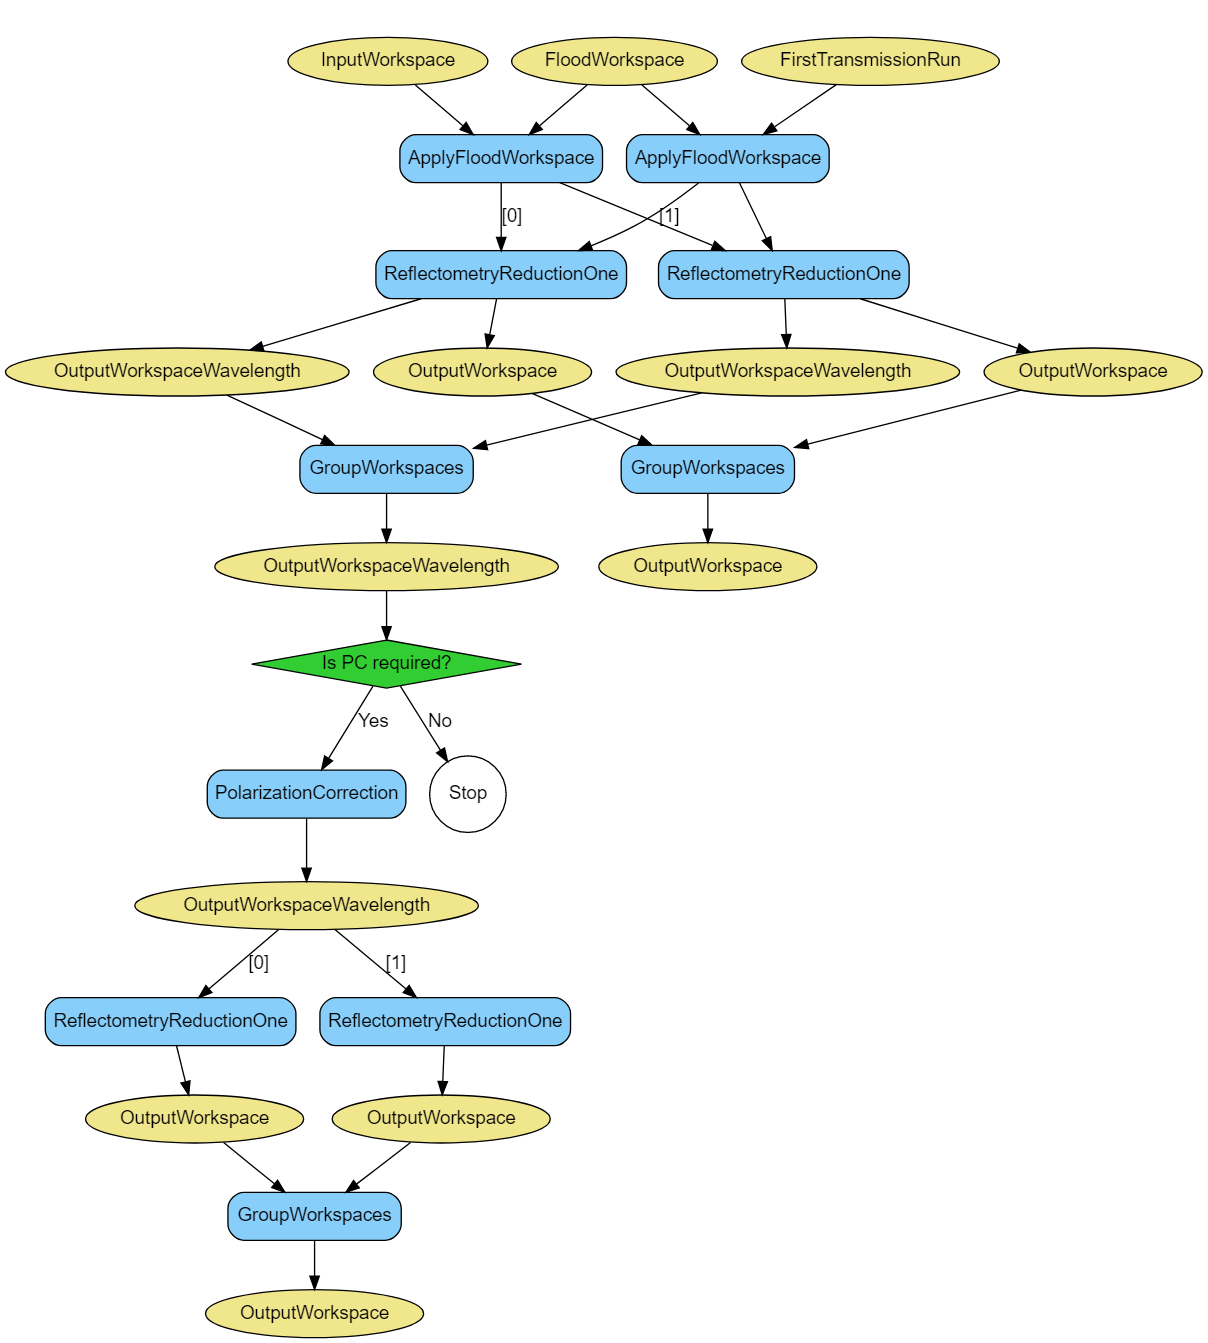 InputWorkspace
FloodWorkspace
FirstTransmissionRun
ApplyFloodWorkspace
ApplyFloodWorkspace
[0]
[1]
ReflectometryReductionOne
ReflectometryReductionOne
OutputWorkspaceWavelength
OutputWorkspace
OutputWorkspaceWavelength
OutputWorkspace
GroupWorkspaces
GroupWorkspaces
OutputWorkspaceWavelength
OutputWorkspace
Is PC required?
Yes
No
PolarizationCorrection
Stop
OutputWorkspaceWavelength
[0]
[1]
ReflectometryReductionOne
ReflectometryReductionOne
OutputWorkspace
OutputWorkspace
GroupWorkspaces
OutputWorkspace